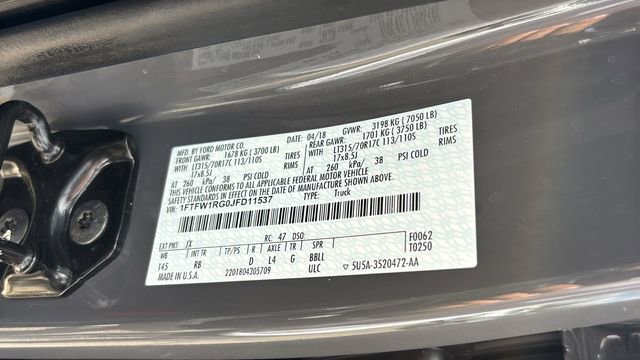 MFD. BY FORD MOTOR CO.
DATE: 04/18 GVWR: 3198 KG ( 7050 LB)
FRONT GAWR: 1678 KG ( 3700 LB) REAR GAWR: 1701 KG ( 3750 LB)
WITH LT315/70R17C 113/110S TIRES WITH LT315/70R17C 113/110S TIRES
17x8.5J RIMS 17x8.5J RIMS
AT 260 kPa/ 38 PSI COLD AT 260 kPa/ 38 PSI COLD
THIS VEHICLE CONFORMS TO ALL APPLICABLE FEDERAL MOTOR VEHICLE
SAFETY STANDARDS IN EFFECT ON THE DATE OF MANUFACTURE SHOWN ABOVE.
1FTFW1RG0JFD11537 TYPE: Truck
EXT PNT: JX RC: 47 DSO: F0062
WB INT TR TP/PS R AXLE TR SPR T0250
145 RB D L4 G BBLL
MADE IN U.S.A. 2201804305709 ULC 5U5A-3520472-AA